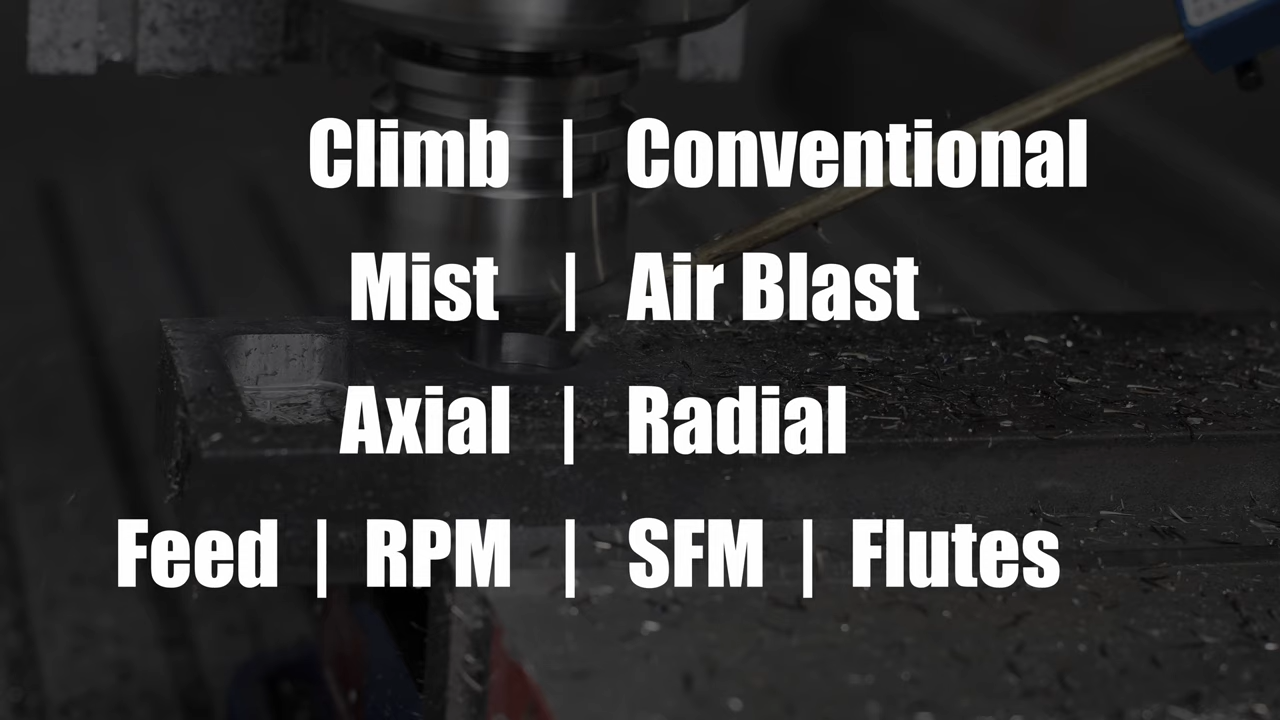 Climb | Conventional
Mist | Air Blast
Axial | Radial
Feed | RPM | SFM | Flutes